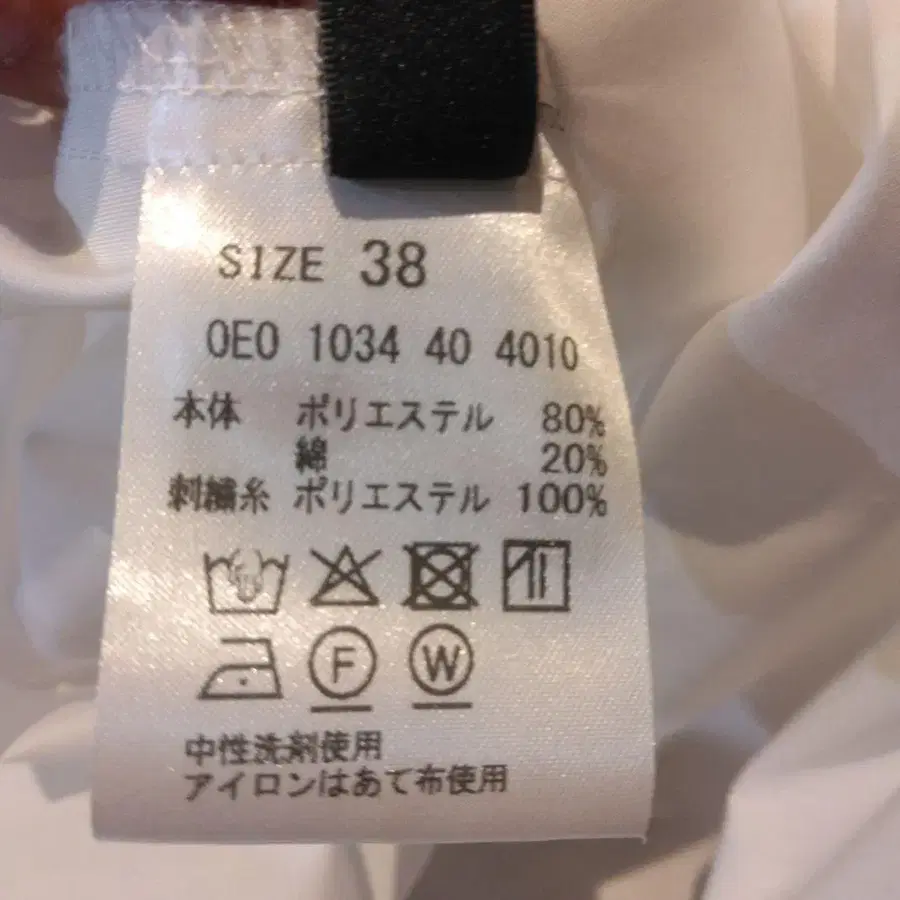 SIZE 38
0E0 1034 40 4010
本体 ポリエステル 80%
綿 20%
刺繍糸 ポリエステル 100%
F W
中性洗剤使用
アイロンはあて布使用